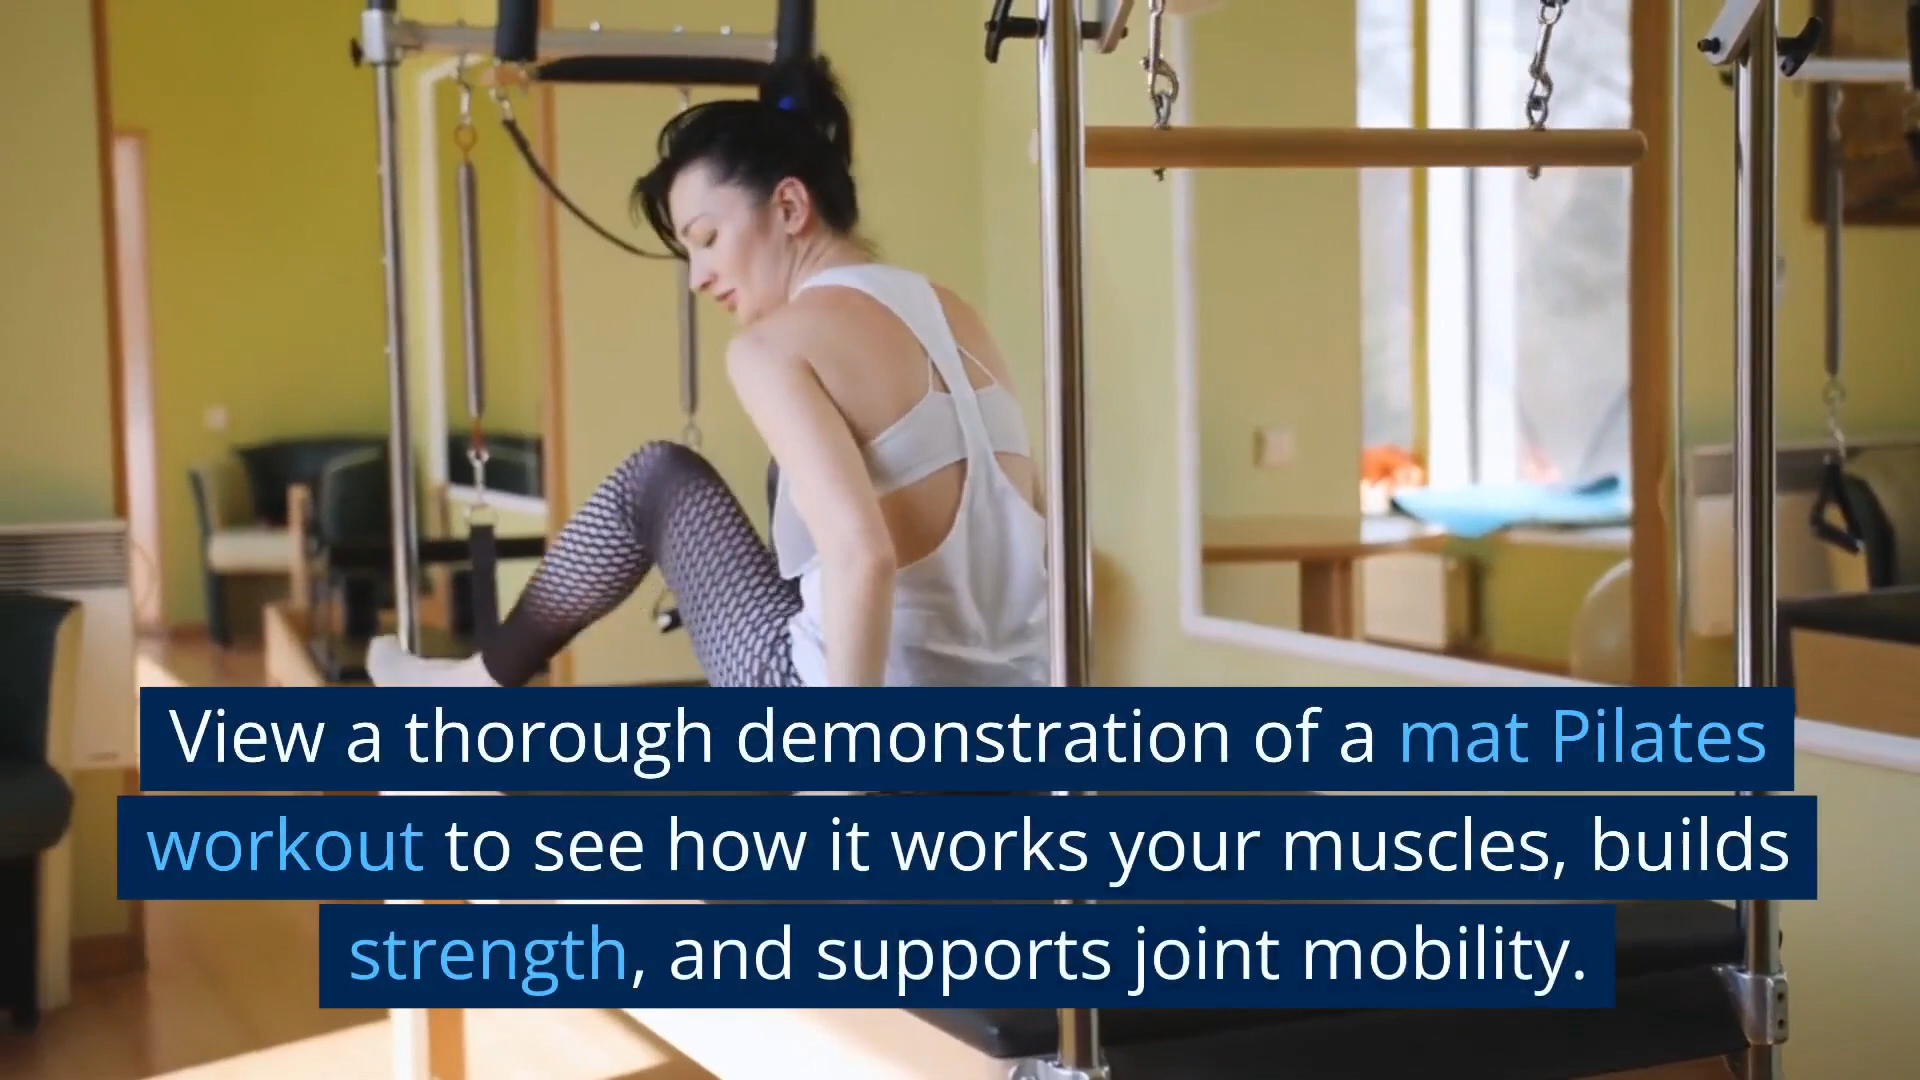 View a thorough demonstration of a mat Pilates
workout to see how it works your muscles, builds
strength, and supports joint mobility.